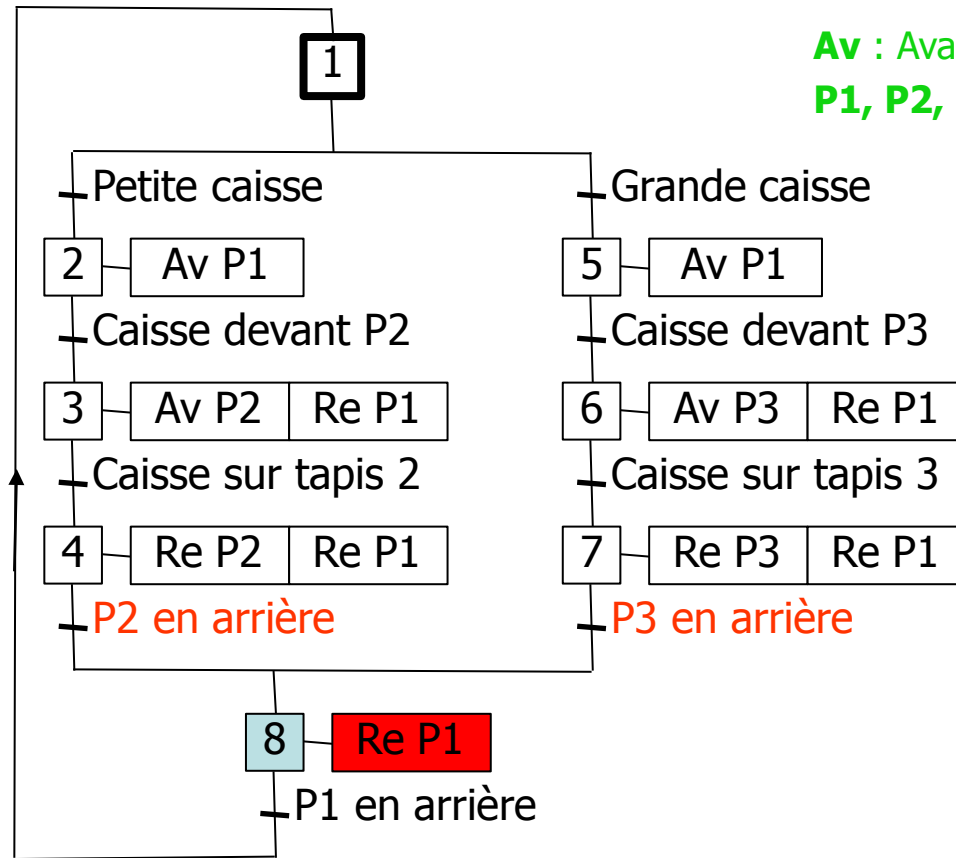 1
Av : Ava
P1, P2,
Petite caisse
Grande caisse
2 Av P1
5 Av P1
Caisse devant P2
Caisse devant P3
3 Av P2 Re P1
6 Av P3 Re P1
Caisse sur tapis 2
Caisse sur tapis 3
4 Re P2 Re P1
7 Re P3 Re P1
P2 en arrière
P3 en arrière
8 Re P1
P1 en arrière